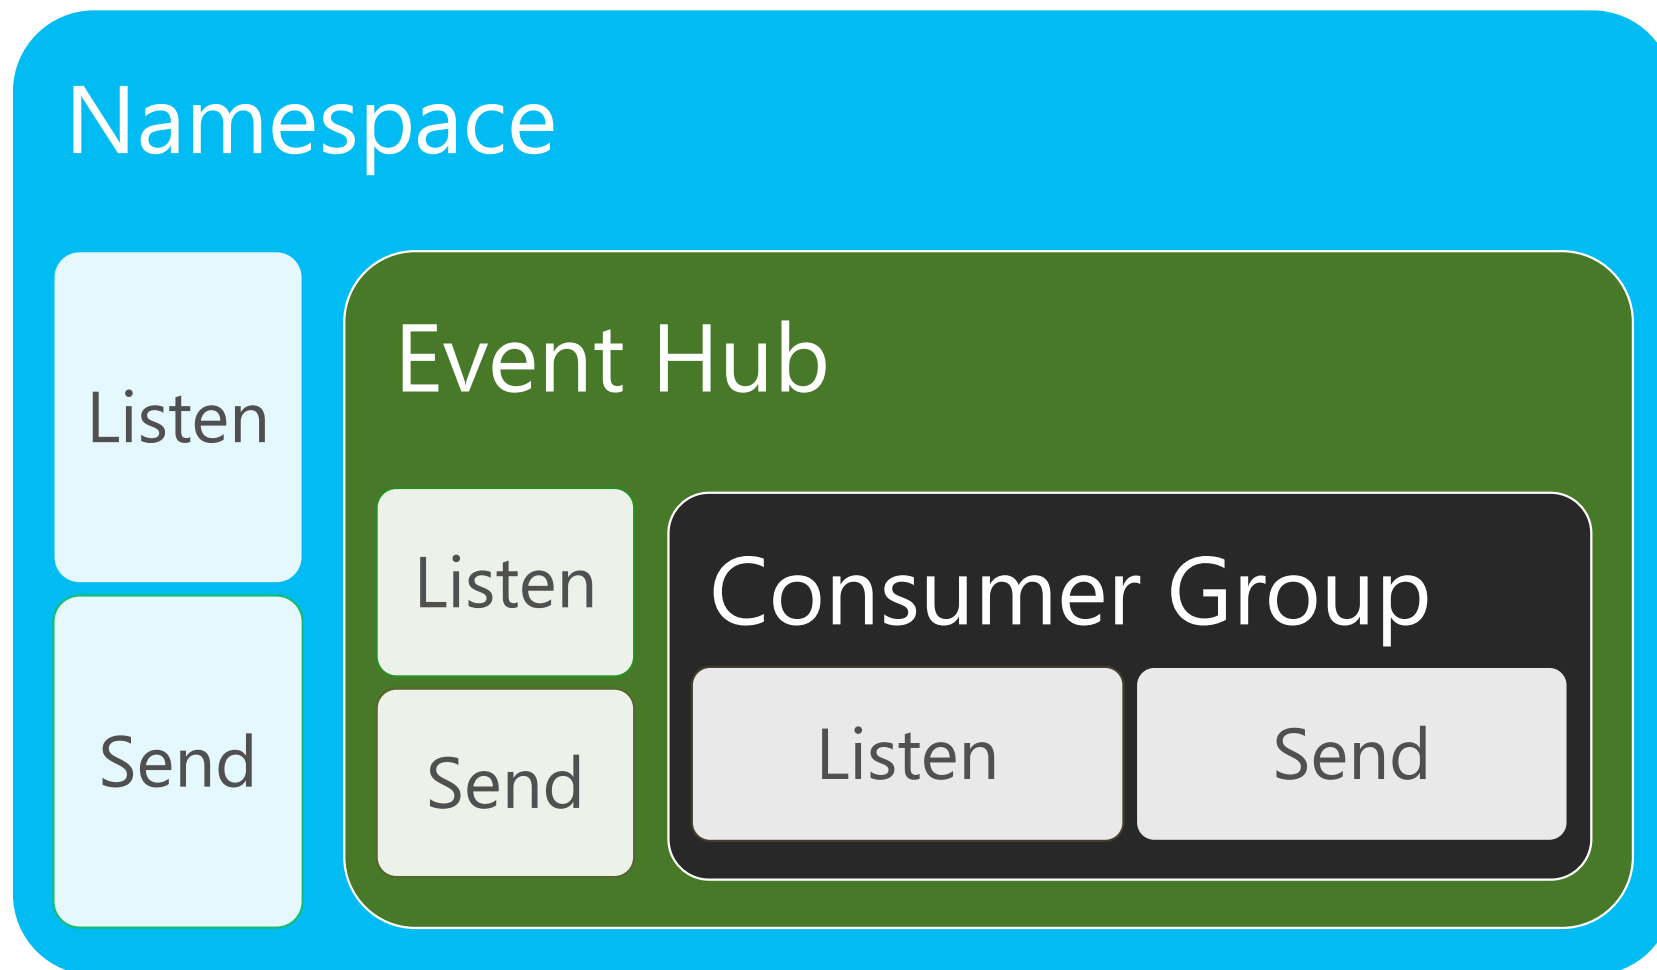 Namespace
Listen
Send
Event Hub
Listen
Send
Consumer Group
Listen
Send